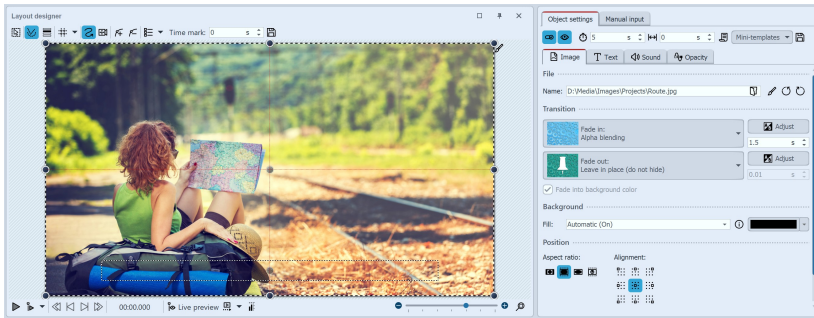 Layout designer
Time mark: 0 s
00:00.000
Live preview
Object settings
Manual input
5 s
0 s
Mini-templates
Image
Text
Sound
Opacity
File
Name: D:\Media\Images\Projects\Route.jpg
Transition
Fade in:
Alpha blending
Adjust
1.5 s
Fade out:
Leave in place (do not hide)
Adjust
0.01 s
Fade into background color
Background
Fill: Automatic (On)
Position
Aspect ratio:
Alignment: